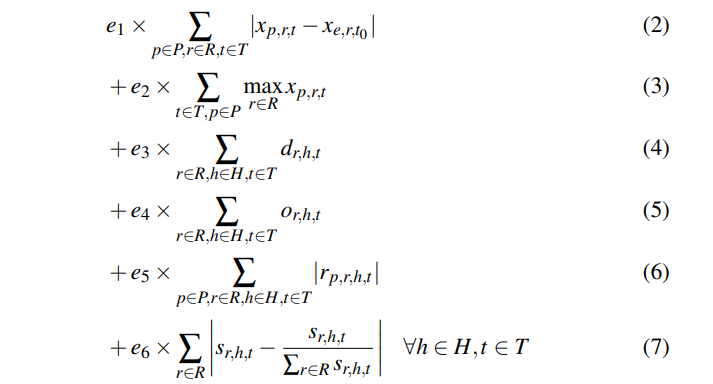 e₁ × ∑_{p∈P,r∈R,t∈T} |x_{p,r,t} − x_{e,r,t₀}| (2)
+ e₂ × ∑_{t∈T,p∈P} max_{r∈R} x_{p,r,t} (3)
+ e₃ × ∑_{r∈R,h∈H,t∈T} d_{r,h,t} (4)
+ e₄ × ∑_{r∈R,h∈H,t∈T} o_{r,h,t} (5)
+ e₅ × ∑_{p∈P,r∈R,h∈H,t∈T} |r_{p,r,h,t}| (6)
+ e₆ × ∑_{r∈R} |s_{r,h,t} − s_{r,h,t} / ∑_{r∈R} s_{r,h,t}| ∀h ∈ H, t ∈ T (7)